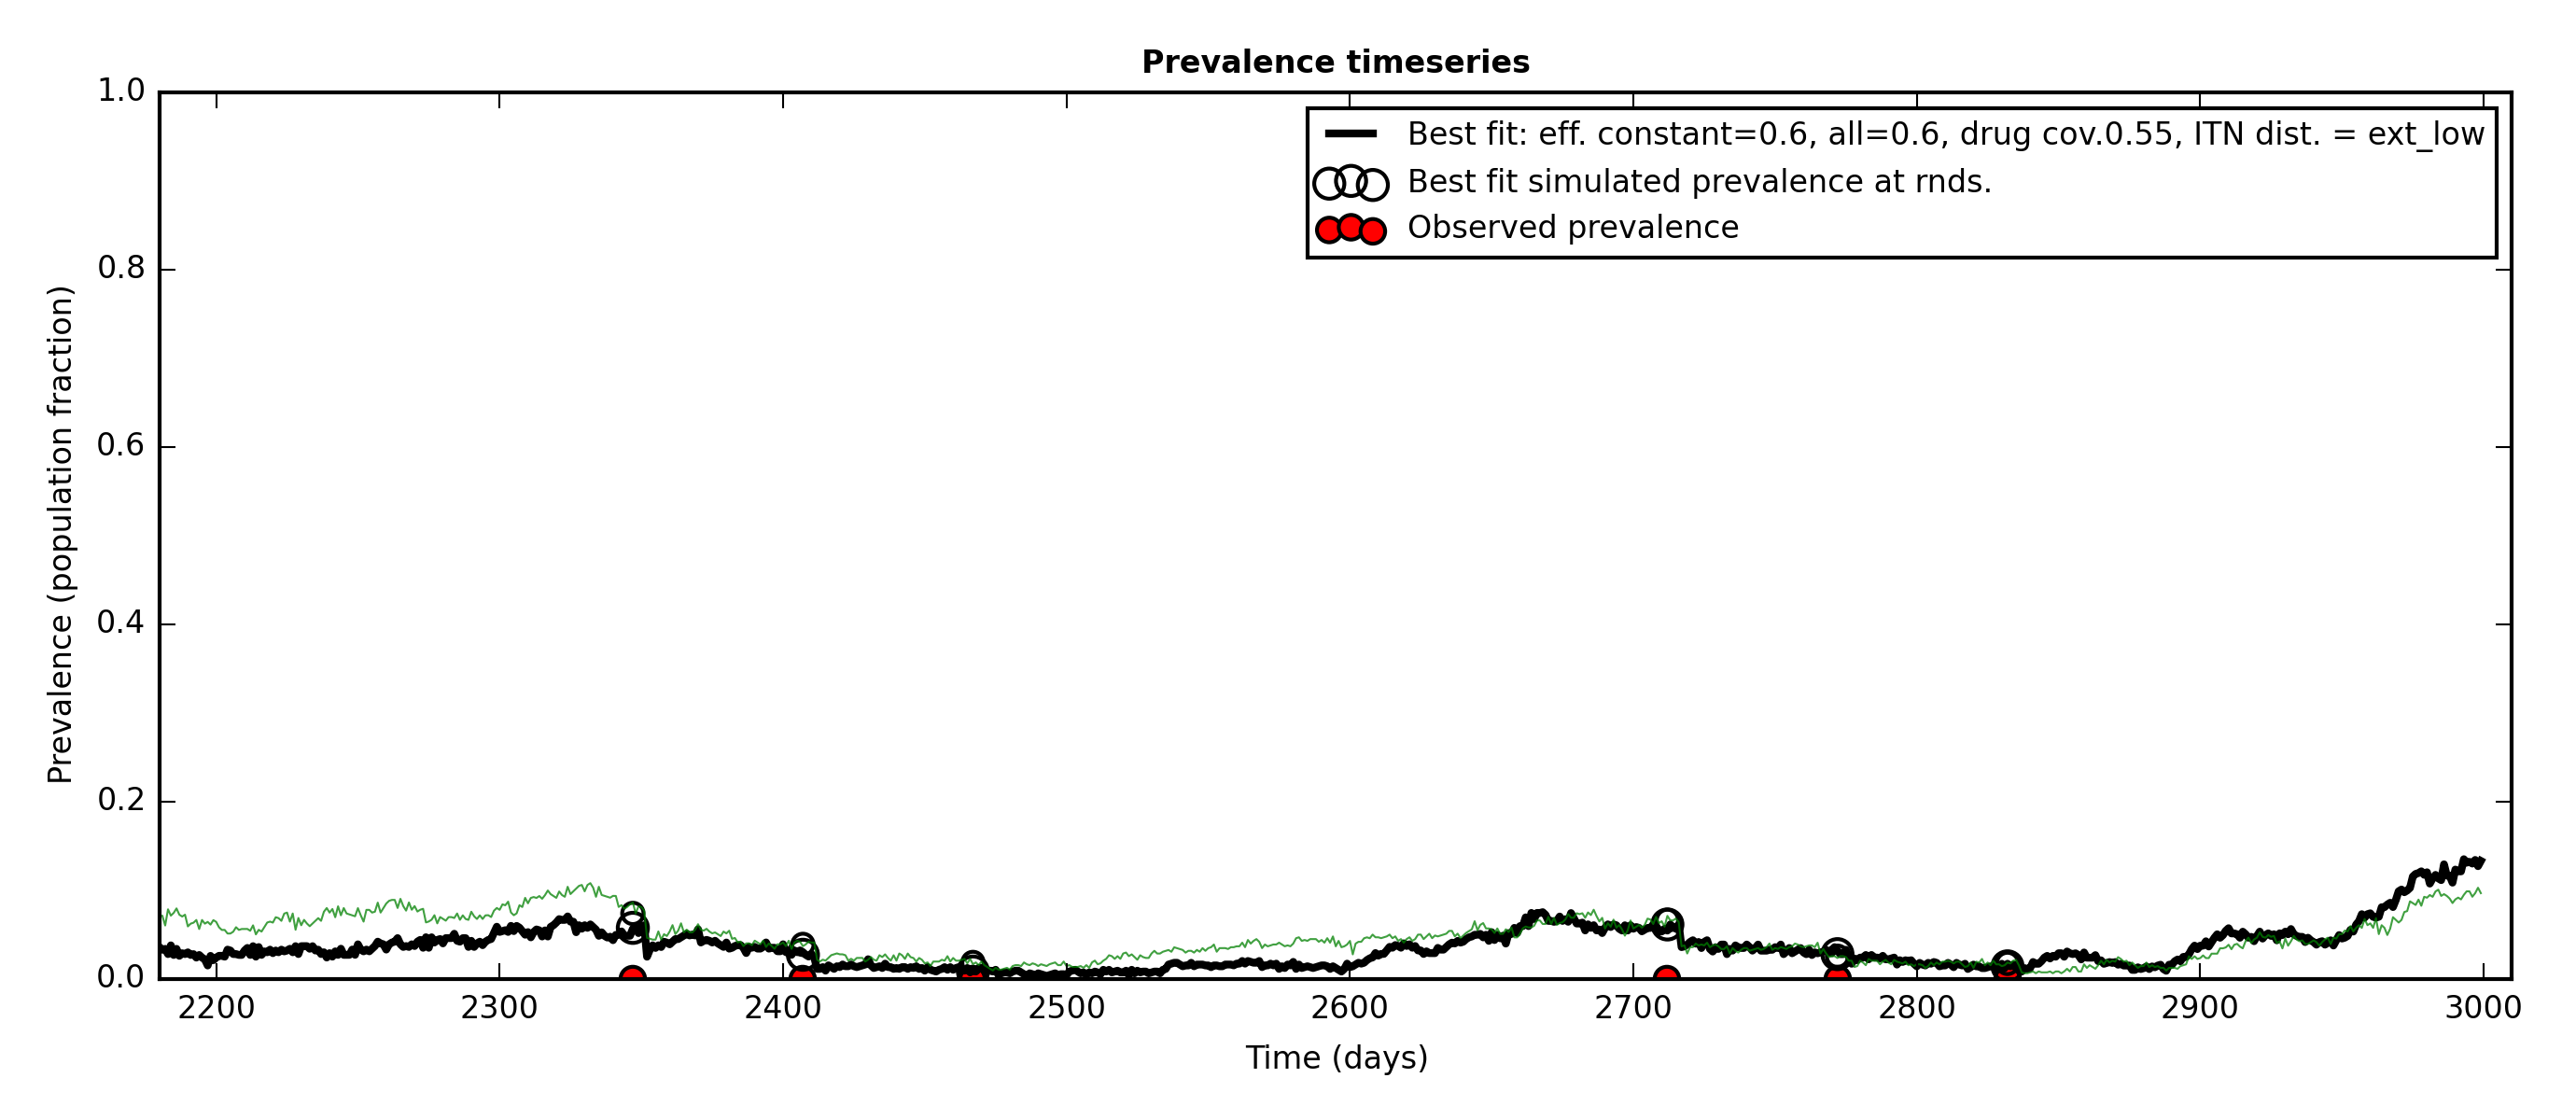 Prevalence timeseries
Best fit: eff. constant=0.6, all=0.6, drug cov.0.55, ITN dist. = ext_low
Best fit simulated prevalence at rnds.
Observed prevalence
Prevalence (population fraction)
1.0
0.8
0.6
0.4
0.2
0.0
2200 2300 2400 2500 2600 2700 2800 2900 3000
Time (days)